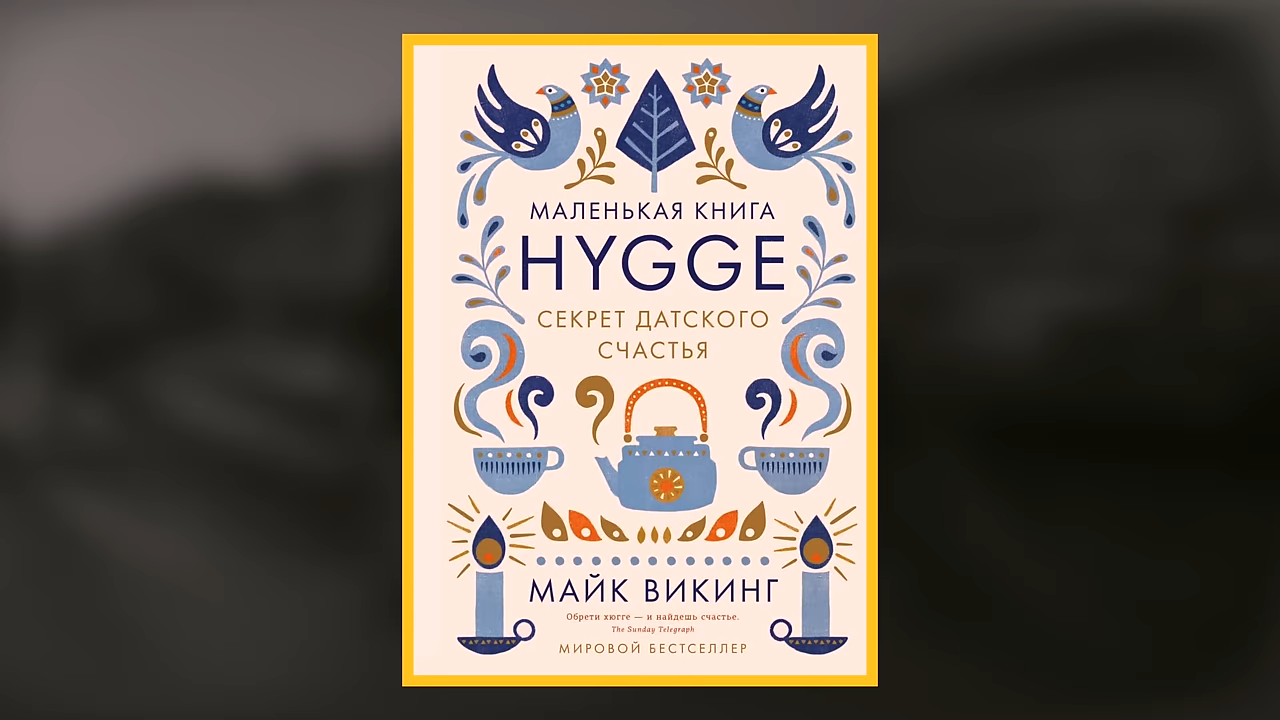 МАЛЕНЬКАЯ КНИГА
HYGGE
СЕКРЕТ ДАТСКОГО
СЧАСТЬЯ
МАЙК ВИКИНГ
Обрети хюгге — и найдешь счастье.
The Sunday Telegraph
МИРОВОЙ БЕСТСЕЛЛЕР